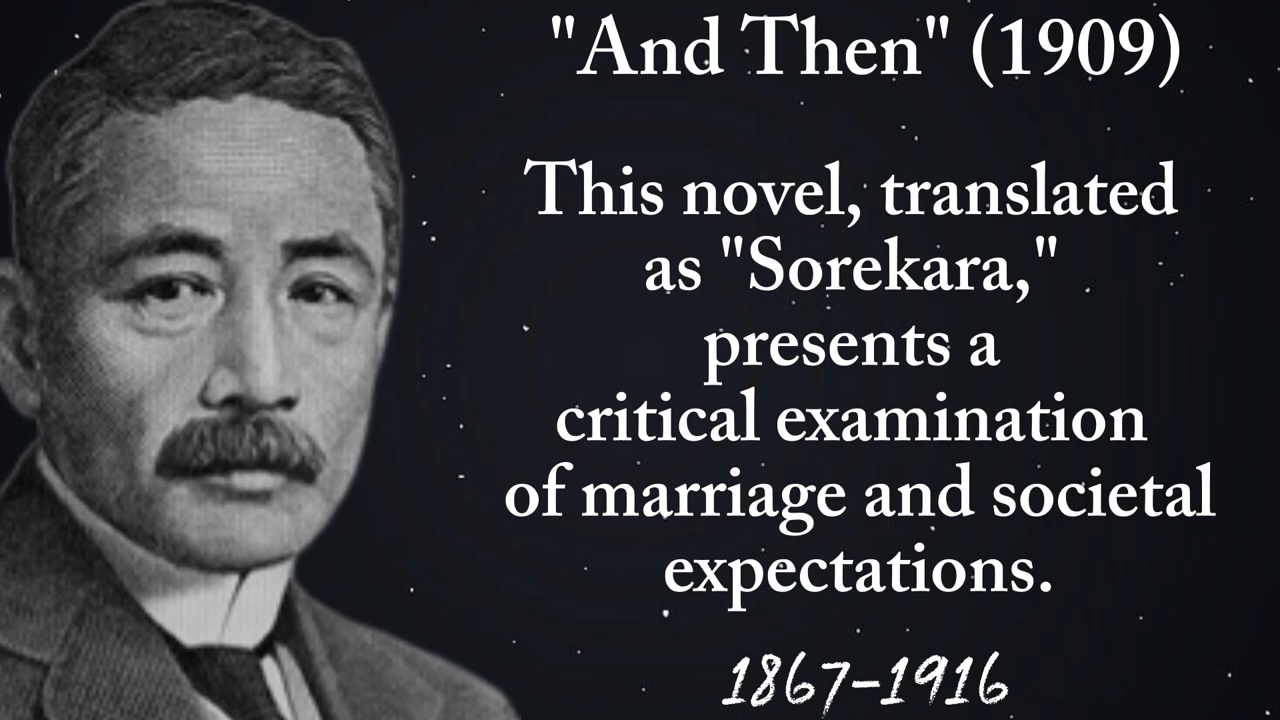 "And Then" (1909)
This novel, translated
as "Sorekara,"
presents a
critical examination
of marriage and societal
expectations.
1867-1916